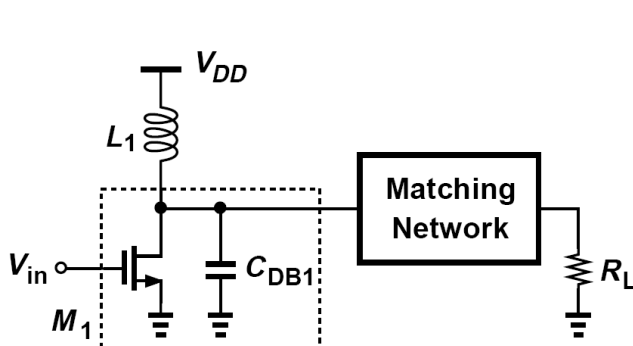 VDD
L1
Matching
Network
Vin
CDB1
RL
M1